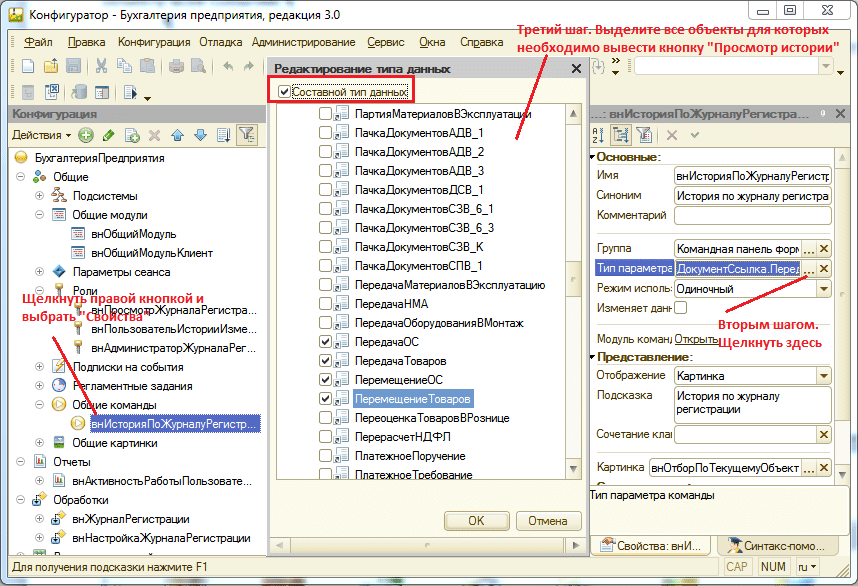 Конфигуратор - Бухгалтерия предприятия, редакция 3.0
Файл Правка Конфигурация Отладка Администрирование Сервис Окна Справка
Третий шаг. Выделите все объекты для которых
необходимо вывести кнопку "Просмотр истории"
Конфигурация
Действия
БухгалтерияПредприятия
Общие
Подсистемы
Общие модули
внОбщийМодуль
внОбщийМодульКлиент
Параметры сеанса
Роли
внПросмотрЖурналаРегистра...
внПользовательИсторииИзме...
внАдминистраторЖурналаРег...
Подписки на события
Регламентные задания
Общие команды
внИсторияПоЖурналуРегистр...
Общие картинки
Отчеты
внАктивностьРаботыПользовате...
Обработки
внЖурналРегистрации
внНастройкаЖурналаРегистрации
Щелкнуть правой кнопкой и
выбрать "Свойства"
Редактирование типа данных
Составной тип данных
ПартияМатериаловВЭксплуатации
ПачкаДокументовАДВ_1
ПачкаДокументовАДВ_2
ПачкаДокументовАДВ_3
ПачкаДокументовДСВ_1
ПачкаДокументовСЗВ_6_1
ПачкаДокументовСЗВ_6_3
ПачкаДокументовСЗВ_К
ПачкаДокументовСПВ_1
ПередачаМатериаловВЭксплуатацию
ПередачаНМА
ПередачаОборудованияВМонтаж
ПередачаОС
ПередачаТоваров
ПеремещениеОС
ПеремещениеТоваров
ПереоценкаТоваровВРознице
ПерерасчетНДФЛ
ПлатежноеПоручение
ПлатежноеТребование
ОК Отмена
...: внИсторияПоЖурналуРегистра...
Основные:
Имя внИсторияПоЖурналуРегистр
Синоним История по журналу регистра
Комментарий
Группа Командная панель форм ...
Тип параметра ДокументСсылка.Перед ...
Режим исполь: Одиночный
Изменяет данн
Модуль команд Открыть
Вторым шагом.
Щелкнуть здесь
Представление:
Отображение Картинка
Подсказка История по журналу
регистрации
Сочетание клав
Картинка внОтборПоТекущемуОбъект ...
Тип параметра команды
Свойства: внИ... Синтакс-помо...
Для получения подсказки нажмите F1
CAP NUM ru